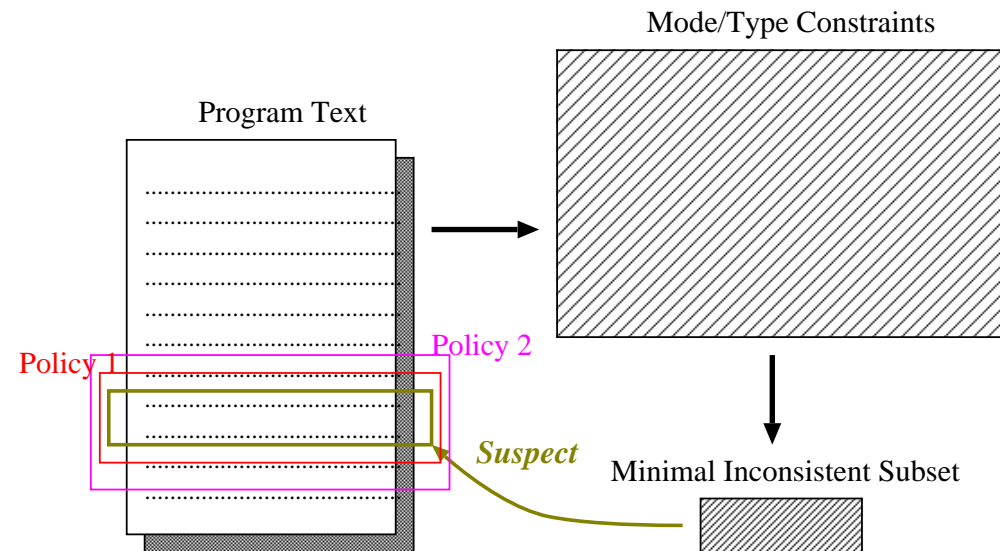 Mode/Type Constraints
Program Text
Policy 2
Policy 1
Suspect
Minimal Inconsistent Subset